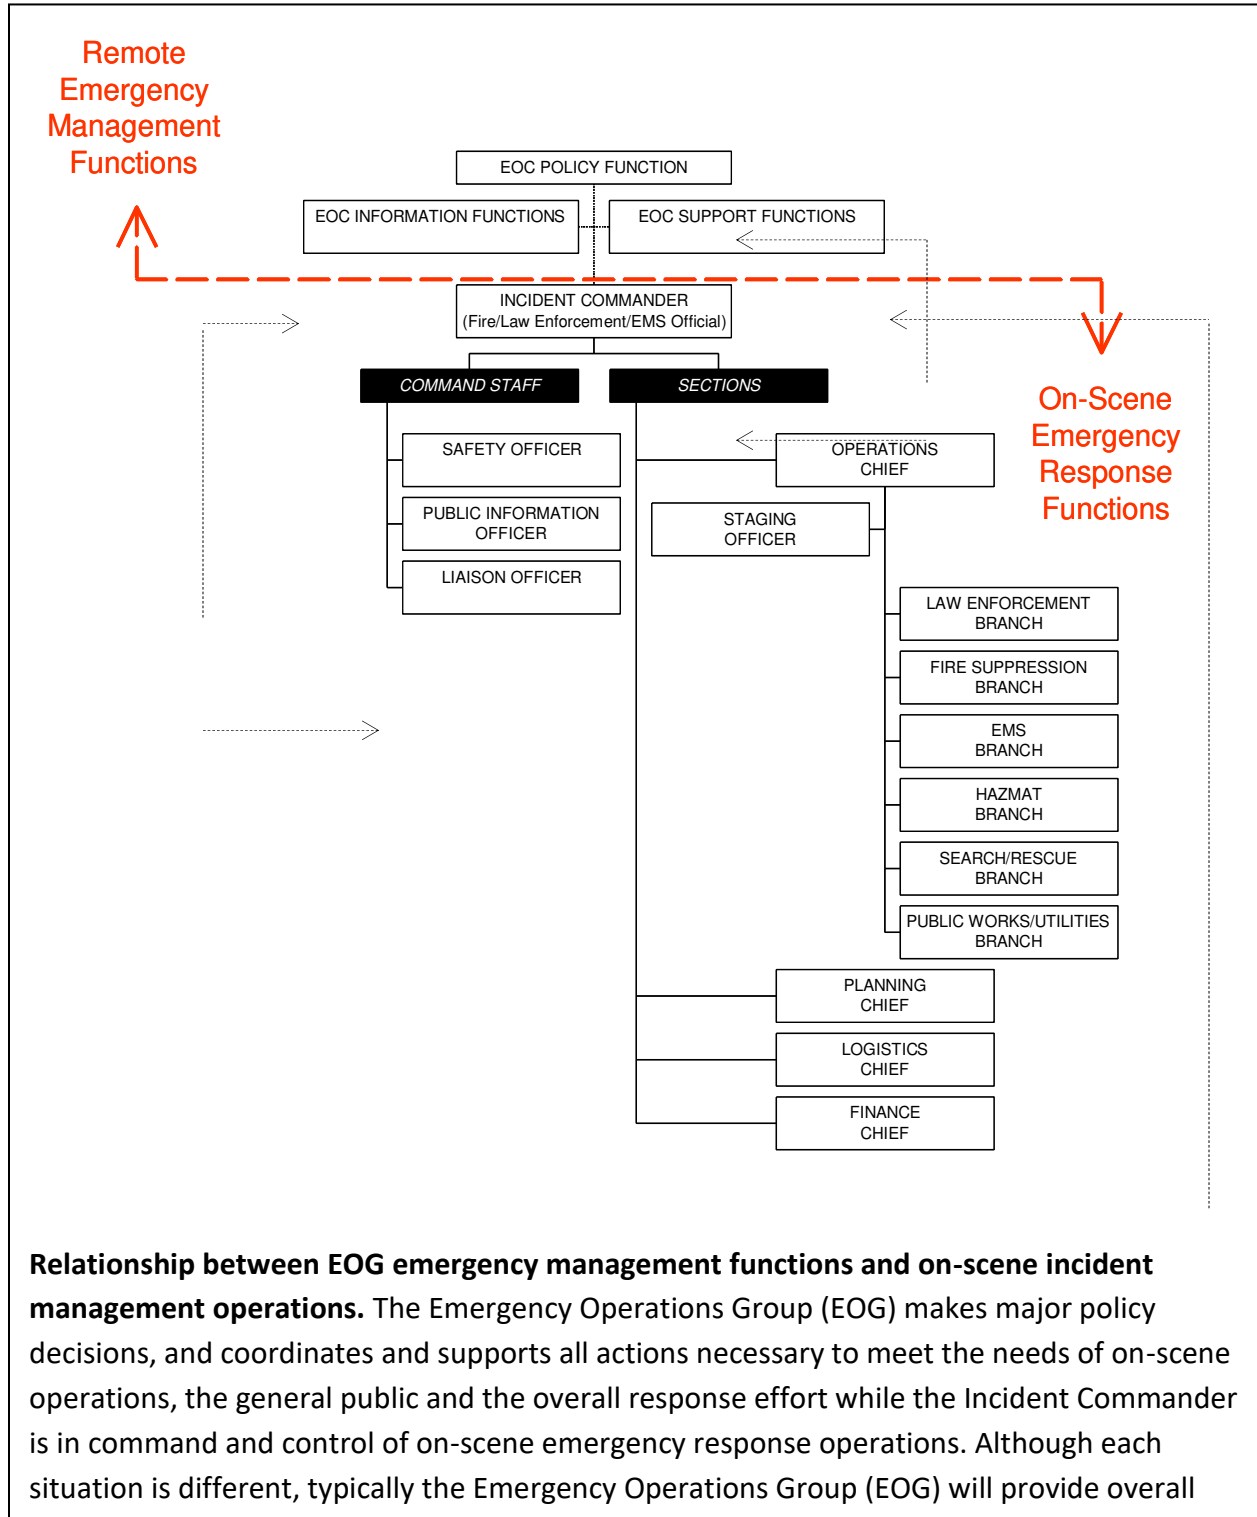 Remote
Emergency
Management
Functions
EOC POLICY FUNCTION
EOC INFORMATION FUNCTIONS
EOC SUPPORT FUNCTIONS
INCIDENT COMMANDER
(Fire/Law Enforcement/EMS Official)
COMMAND STAFF
SECTIONS
On-Scene
Emergency
Response
Functions
SAFETY OFFICER
PUBLIC INFORMATION
OFFICER
LIAISON OFFICER
OPERATIONS
CHIEF
STAGING
OFFICER
LAW ENFORCEMENT
BRANCH
FIRE SUPPRESSION
BRANCH
EMS
BRANCH
HAZMAT
BRANCH
SEARCH/RESCUE
BRANCH
PUBLIC WORKS/UTILITIES
BRANCH
PLANNING
CHIEF
LOGISTICS
CHIEF
FINANCE
CHIEF
Relationship between EOG emergency management functions and on-scene incident
management operations. The Emergency Operations Group (EOG) makes major policy
decisions, and coordinates and supports all actions necessary to meet the needs of on-scene
operations, the general public and the overall response effort while the Incident Commander
is in command and control of on-scene emergency response operations. Although each
situation is different, typically the Emergency Operations Group (EOG) will provide overall